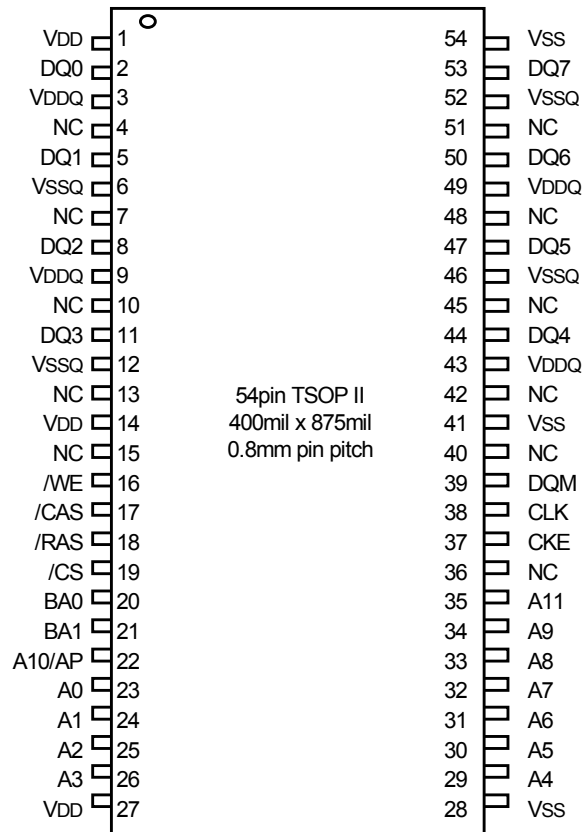 VDD 1 54 VSS
DQ0 2 53 DQ7
VDDQ 3 52 VSSQ
NC 4 51 NC
DQ1 5 50 DQ6
VSSQ 6 49 VDDQ
NC 7 48 NC
DQ2 8 47 DQ5
VDDQ 9 46 VSSQ
NC 10 45 NC
DQ3 11 44 DQ4
VSSQ 12 43 VDDQ
NC 13 54pin TSOP II 42 NC
VDD 14 400mil x 875mil 41 VSS
NC 15 0.8mm pin pitch 40 NC
/WE 16 39 DQM
/CAS 17 38 CLK
/RAS 18 37 CKE
/CS 19 36 NC
BA0 20 35 A11
BA1 21 34 A9
A10/AP 22 33 A8
A0 23 32 A7
A1 24 31 A6
A2 25 30 A5
A3 26 29 A4
VDD 27 28 VSS